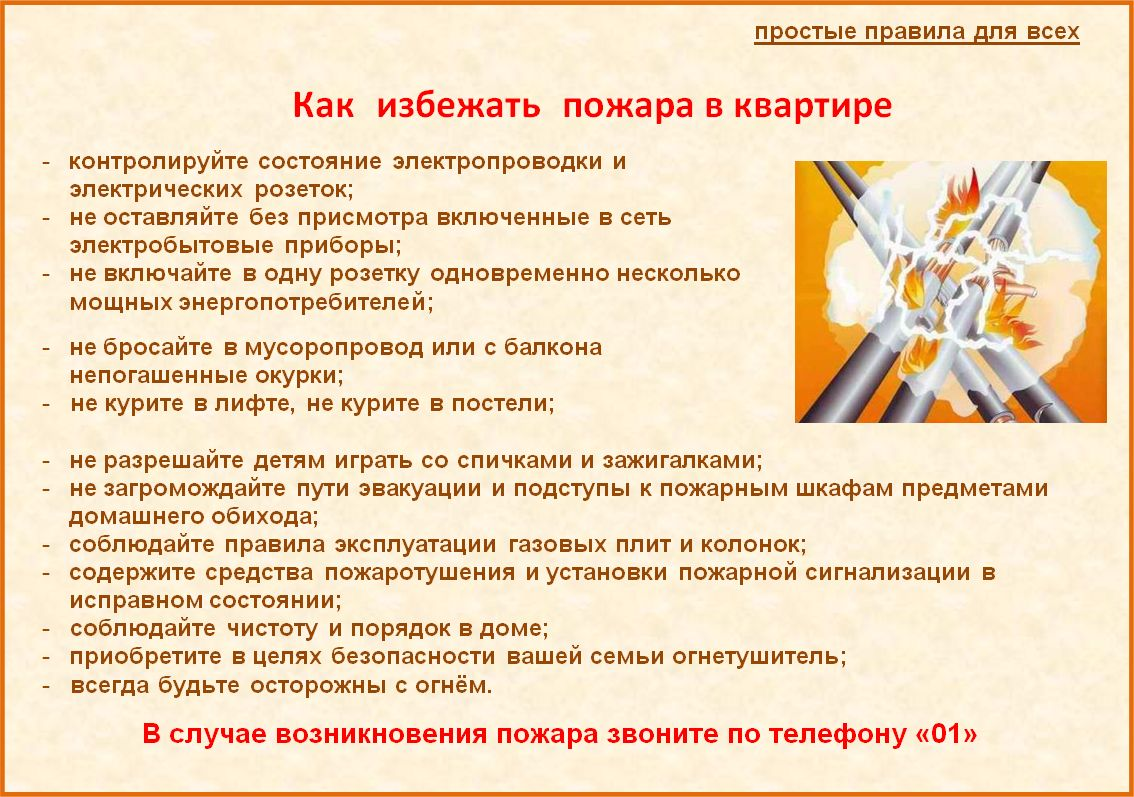 простые правила для всех
Как избежать пожара в квартире
- контролируйте состояние электропроводки и
электрических розеток;
- не оставляйте без присмотра включенные в сеть
электробытовые приборы;
- не включайте в одну розетку одновременно несколько
мощных энергопотребителей;
- не бросайте в мусоропровод или с балкона
непогашенные окурки;
- не курите в лифте, не курите в постели;
- не разрешайте детям играть со спичками и зажигалками;
- не загромождайте пути эвакуации и подступы к пожарным шкафам предметами
домашнего обихода;
- соблюдайте правила эксплуатации газовых плит и колонок;
- содержите средства пожаротушения и установки пожарной сигнализации в
исправном состоянии;
- соблюдайте чистоту и порядок в доме;
- приобретите в целях безопасности вашей семьи огнетушитель;
- всегда будьте осторожны с огнём.
В случае возникновения пожара звоните по телефону «01»